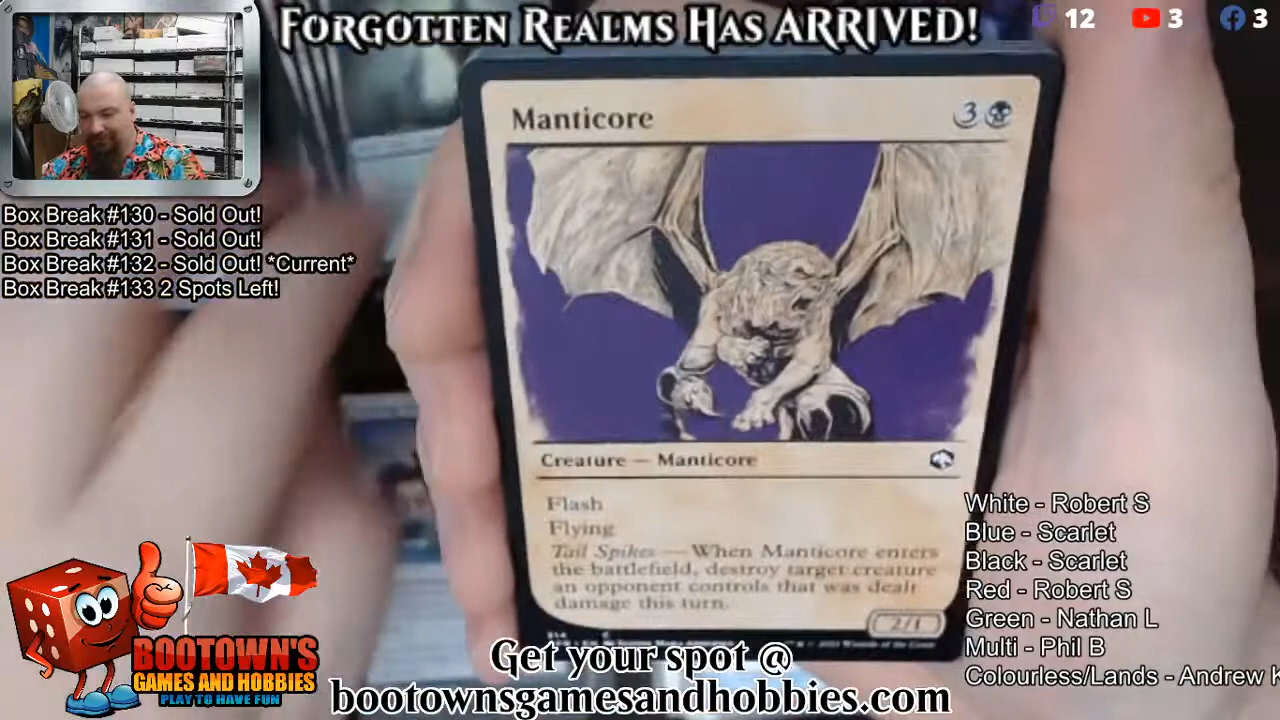 FORGOTTEN REALMS HAS ARRIVED!
12
3
3
Box Break #130 - Sold Out!
Box Break #131 - Sold Out!
Box Break #132 - Sold Out! *Current*
Box Break #133 2 Spots Left!
Manticore
3
Creature — Manticore
Flash
Flying
Tail Spikes — When Manticore enters
the battlefield, destroy target creature
an opponent controls that was dealt
damage this turn.
2/1
White - Robert S
Blue - Scarlet
Black - Scarlet
Red - Robert S
Green - Nathan L
Multi - Phil B
Colourless/Lands - Andrew K
BOOTOWN'S
GAMES AND HOBBIES
PLAY TO HAVE FUN
Get your spot @
bootownsgamesandhobbies.com